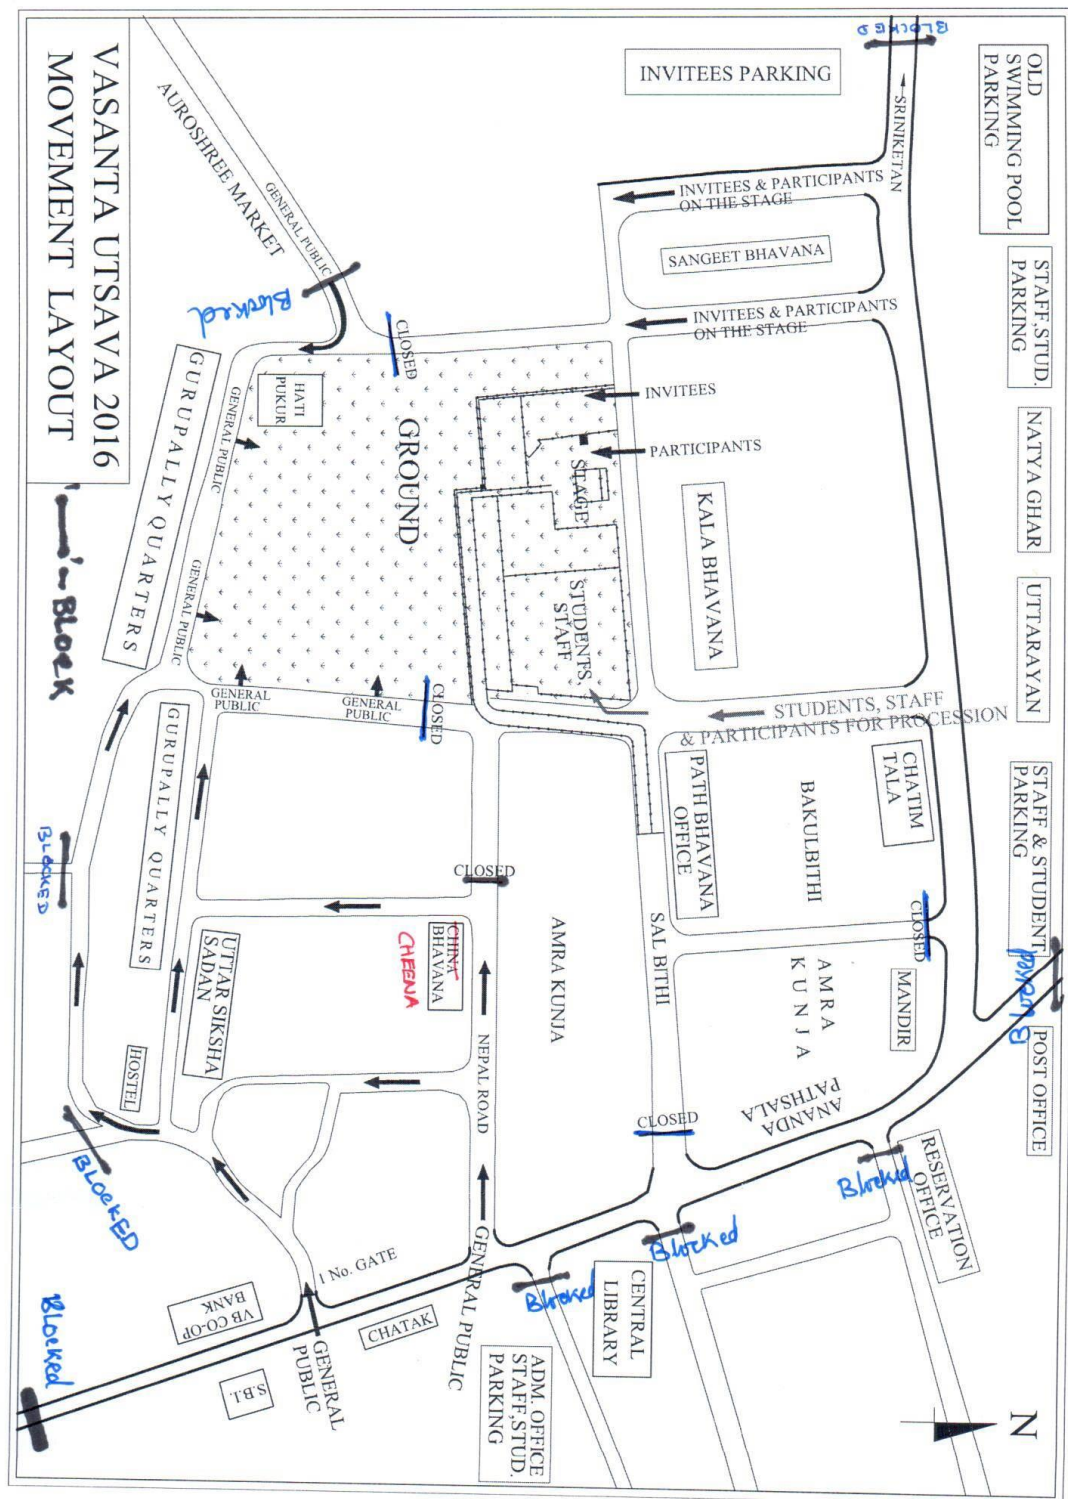 OLD
SWIMMING POOL
PARKING
STAFF,STUD.
PARKING
NATYA GHAR
UTTARAYAN
STAFF & STUDENT
PARKING
POST OFFICE
N
BLOCKED
SRINIKETAN
INVITEES PARKING
INVITEES & PARTICIPANTS
ON THE STAGE
SANGEET BHAVANA
INVITEES & PARTICIPANTS
ON THE STAGE
INVITEES
PARTICIPANTS
STAGE
KALA BHAVANA
STUDENTS,
STAFF
STUDENTS, STAFF
& PARTICIPANTS FOR PROCESSION
CHATIM
TALA
BAKULBITHI
PATH BHAVANA
OFFICE
CLOSED
Blocked
MANDIR
AMRA
KUNJA
SAL BITHI
ANANDA
PATHSALA
CLOSED
RESERVATION
OFFICE
Blocked
Blocked
Blocked
CENTRAL
LIBRARY
ADM. OFFICE
STAFF,STUD.
PARKING
AUROSHREE MARKET
GENERAL PUBLIC
Blocked
CLOSED
HATI
PUKUR
GROUND
GENERAL PUBLIC
GENERAL PUBLIC
GENERAL
PUBLIC
GENERAL
PUBLIC
CLOSED
GURUPALLY QUARTERS
GURUPALLY QUARTERS
CLOSED
AMRA KUNJA
CHINA
BHAVANA
CHEENA
NEPAL ROAD
GENERAL PUBLIC
UTTAR SIKSHA
SADAN
HOSTEL
BLOCKED
BLOCKED
1 No. GATE
CHATAK
VB CO-OP
BANK
S.B.I.
GENERAL
PUBLIC
Blocked
VASANTA UTSAVA 2016
MOVEMENT LAYOUT
BLOCK